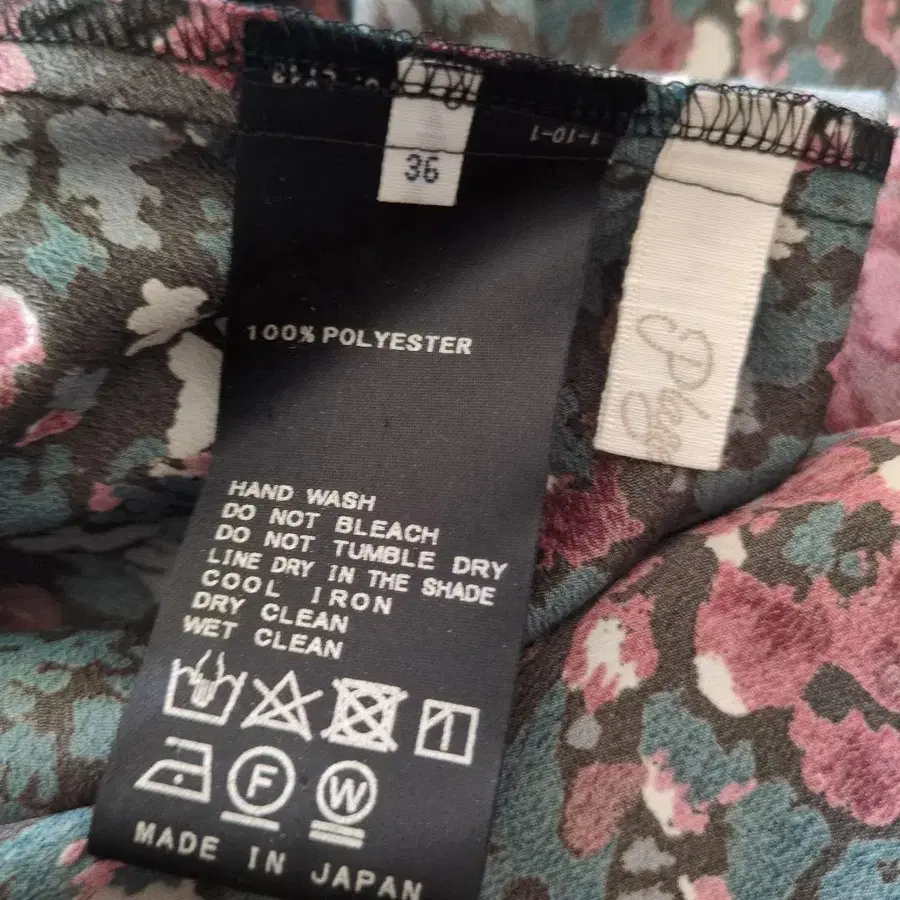 36
1-10-1
100% POLYESTER
HAND WASH
DO NOT BLEACH
DO NOT TUMBLE DRY
LINE DRY IN THE SHADE
COOL IRON
DRY CLEAN
WET CLEAN
F
W
MADE IN JAPAN